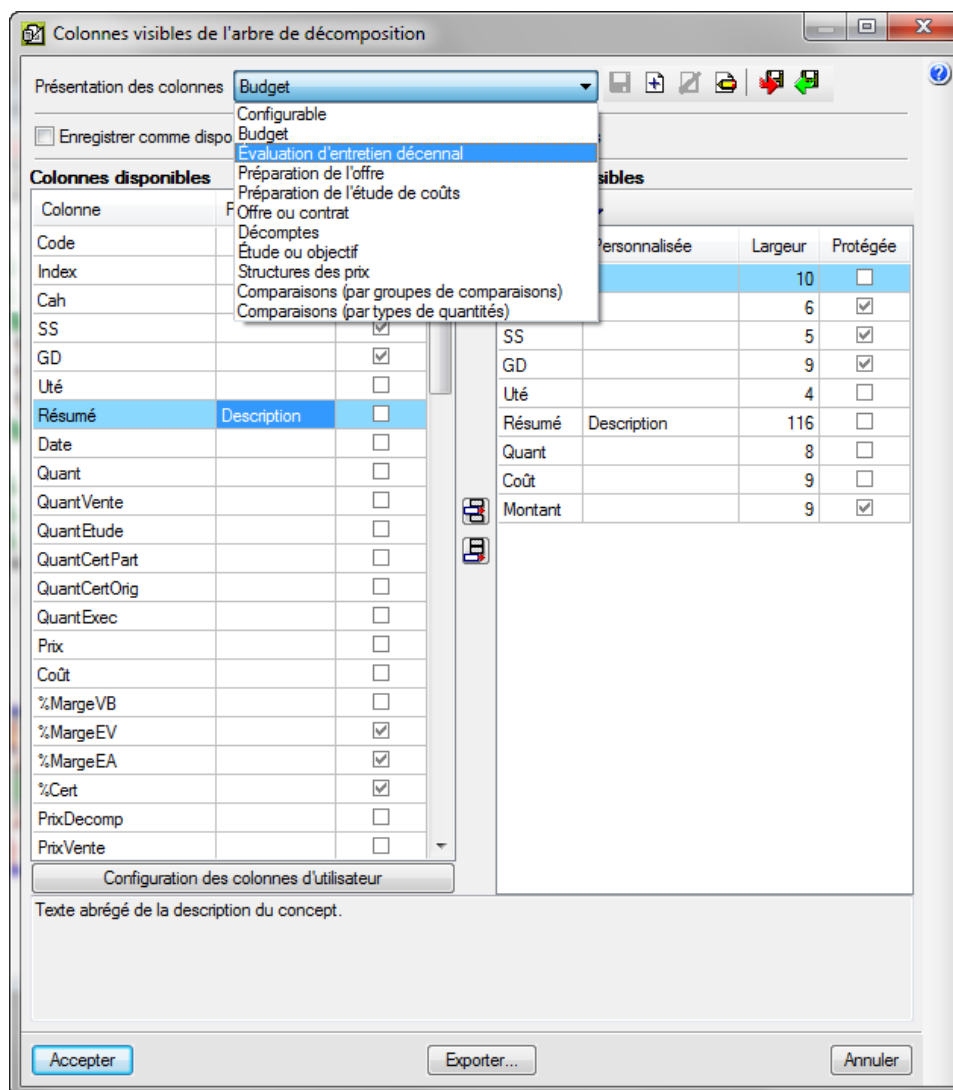 Colonnes visibles de l'arbre de décomposition
Présentation des colonnes Budget
Configurable
Enregistrer comme dispo Budget
Évaluation d'entretien décennal
Préparation de l'offre
Préparation de l'étude de coûts
Offre ou contrat
Décomptes
Étude ou objectif
Structures des prix
Comparaisons (par groupes de comparaisons)
Comparaisons (par types de quantités)
Colonnes disponibles
Colonne
Code
Index
Cah
SS
GD
Uté
Résumé Description
Date
Quant
QuantVente
QuantEtude
QuantCertPart
QuantCertOrig
QuantExec
Prix
Coût
%MargeVB
%MargeEV
%MargeEA
%Cert
PrixDecomp
PrixVente
Configuration des colonnes d'utilisateur
sibles
Personnalisée Largeur Protégée
10
6
SS 5
GD 9
Uté 4
Résumé Description 116
Quant 8
Coût 9
Montant 9
Texte abrégé de la description du concept.
Accepter Exporter... Annuler